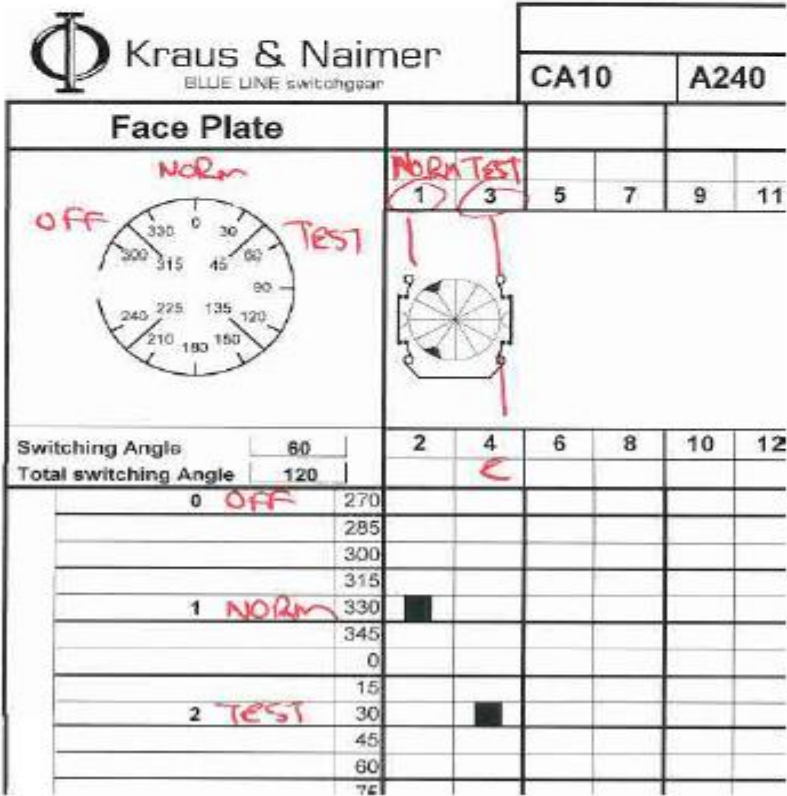 Kraus & Naimer
BLUE LINE switchgear
CA10 A240
Face Plate
NORM
OFF
TEST
0 30 60 90 120 150 180 210 240 300 330
45 135 225 315
NORM TEST
1 3 5 7 9 11
Switching Angle 60
Total switching Angle 120
2 4 6 8 10 12
C
0 OFF 270
285
300
315
1 NORM 330
345
0
15
2 TEST 30
45
60
75